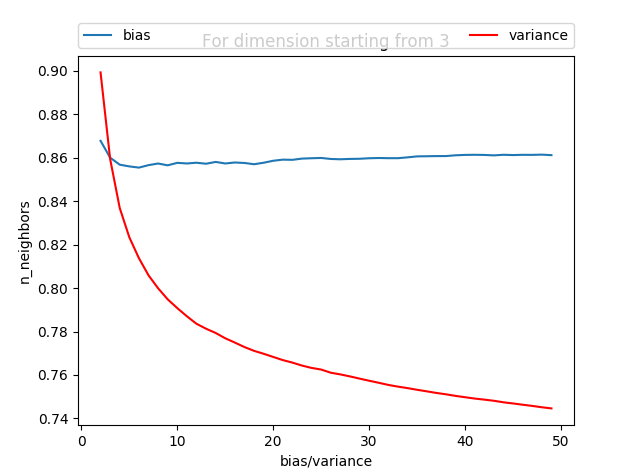 bias variance
For dimension starting from 3
0.90
0.88
0.86
0.84
0.82
0.80
0.78
0.76
0.74
n_neighbors
0 10 20 30 40 50
bias/variance